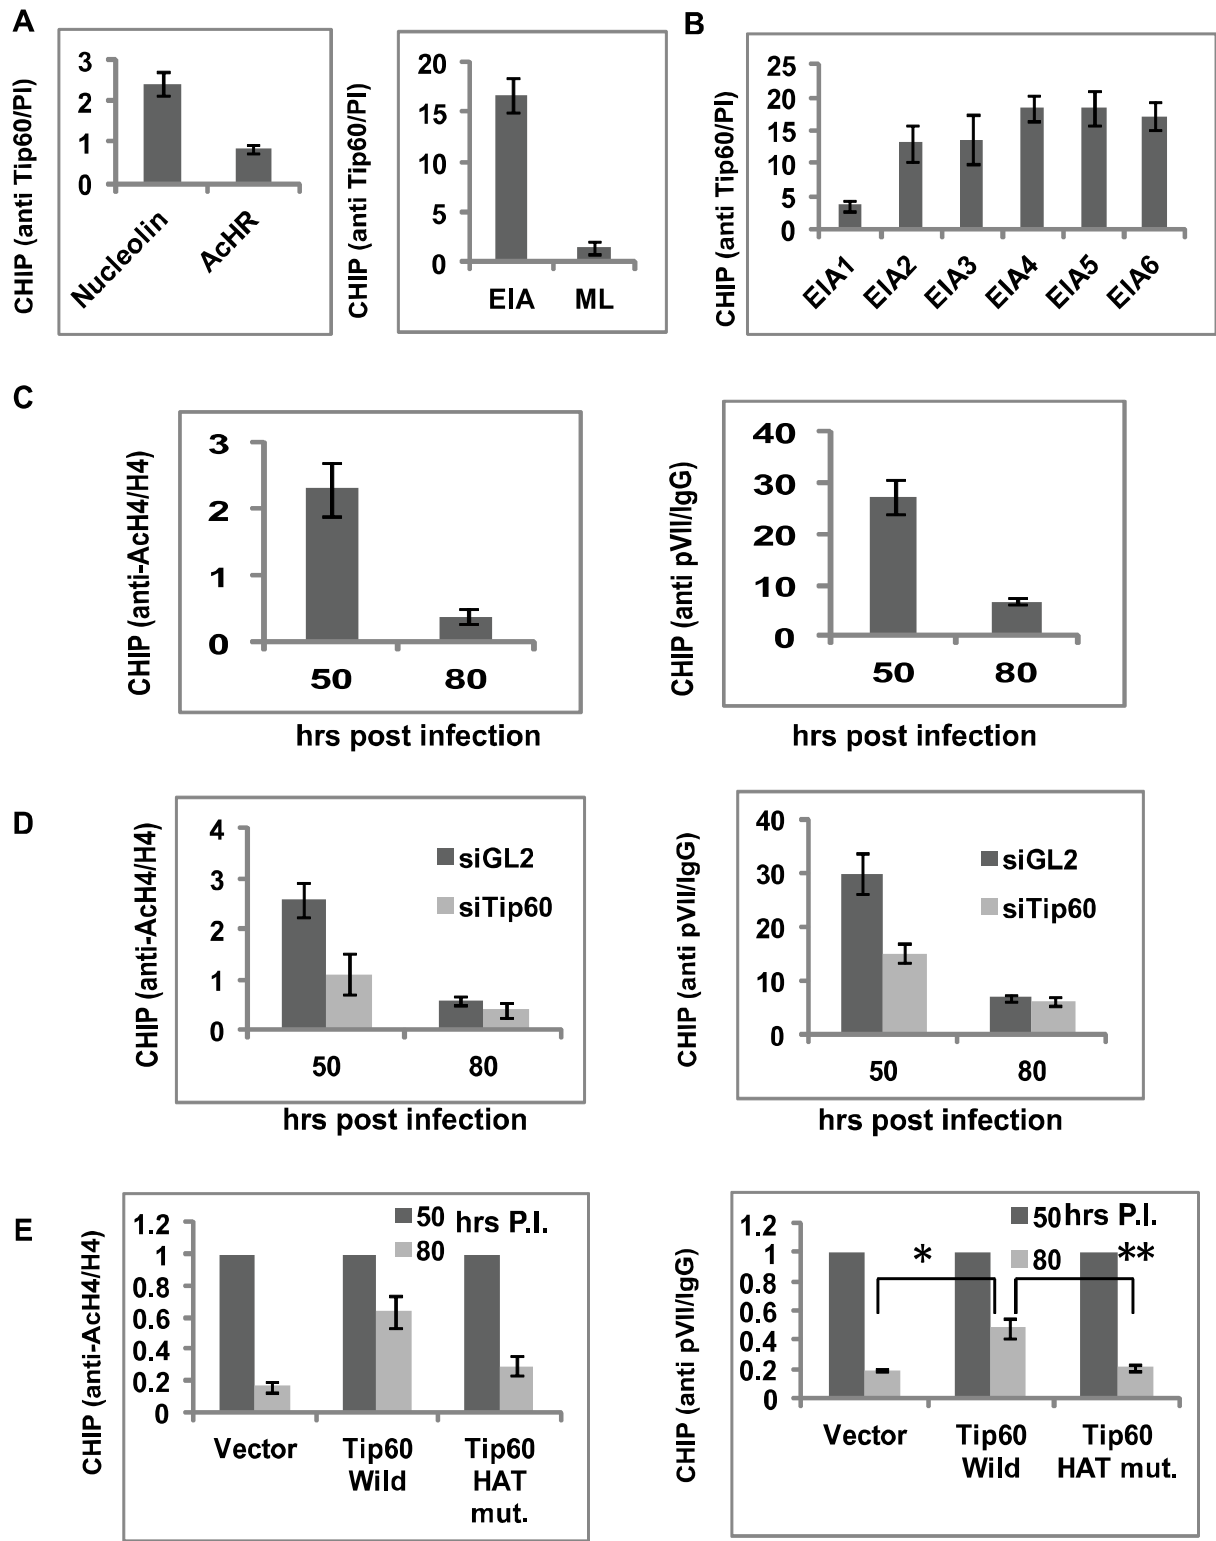 A
B
CHIP (anti Tip60/PI)
3
2
1
0
Nucleolin
AcHR
CHIP (anti Tip60/PI)
20
15
10
5
0
EIA
ML
CHIP (anti Tip60/PI)
25
20
15
10
5
0
EIA1
EIA2
EIA3
EIA4
EIA5
EIA6
C
CHIP (anti-AcH4/H4)
3
2
1
0
50
80
hrs post infection
CHIP (anti pVII/IgG)
40
30
20
10
0
50
80
hrs post infection
D
CHIP (anti-AcH4/H4)
4
3
2
1
0
siGL2
siTip60
50
80
hrs post infection
CHIP (anti pVII/IgG)
40
30
20
10
0
siGL2
siTip60
50
80
hrs post infection
E
CHIP (anti-AcH4/H4)
1.2
1
0.8
0.6
0.4
0.2
0
50 hrs P.I.
80
Vector
Tip60
Wild
Tip60
HAT
mut.
CHIP (anti pVII/IgG)
1.2
1
0.8
0.6
0.4
0.2
0
50 hrs P.I.
80
*
**
Vector
Tip60
Wild
Tip60
HAT mut.